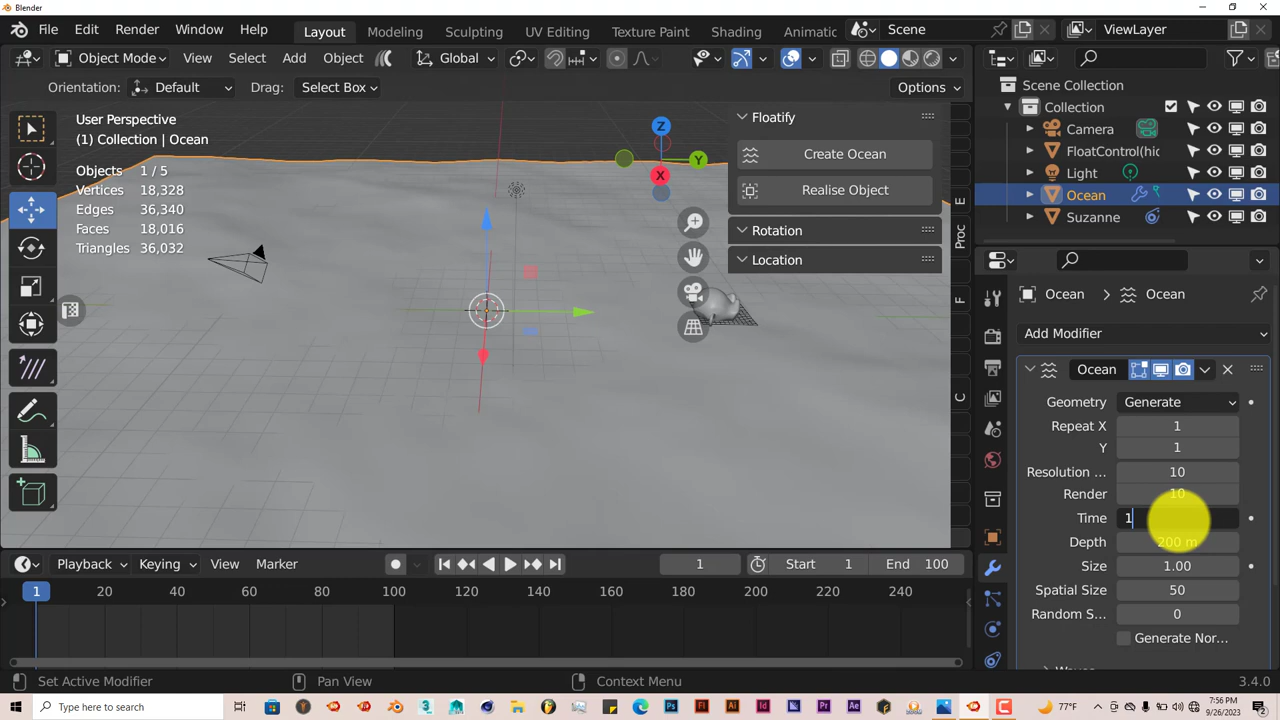 Blender
File Edit Render Window Help Layout Modeling Sculpting UV Editing Texture Paint Shading Animatic Scene ViewLayer
Object Mode View Select Add Object Global
Orientation: Default Drag: Select Box Options
User Perspective
(1) Collection | Ocean
Objects 1 / 5
Vertices 18,328
Edges 36,340
Faces 18,016
Triangles 36,032
Z
Y
X
Floatify
Create Ocean
Realise Object
Rotation
Location
E
Proc
F
C
Scene Collection
Collection
Camera
FloatControl(hic
Light
Ocean
Suzanne
Ocean > Ocean
Add Modifier
Ocean
Geometry Generate
Repeat X 1
Y 1
Resolution ... 10
Render 10
Time 1
Depth 200 m
Size 1.00
Spatial Size 50
Random S... 0
Generate Nor...
Playback Keying View Marker 1 Start 1 End 100
1 20 40 60 80 100 120 140 160 180 200 220 240
Set Active Modifier Pan View Context Menu 3.4.0
Type here to search 77°F 7:56 PM
9/26/2023